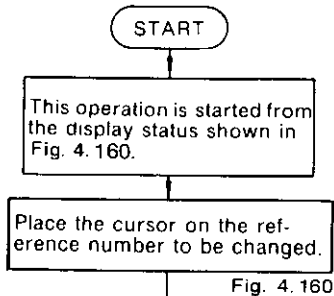 START
This operation is started from
the display status shown in
Fig. 4. 160.
Place the cursor on the ref-
erence number to be changed.
Fig. 4. 160